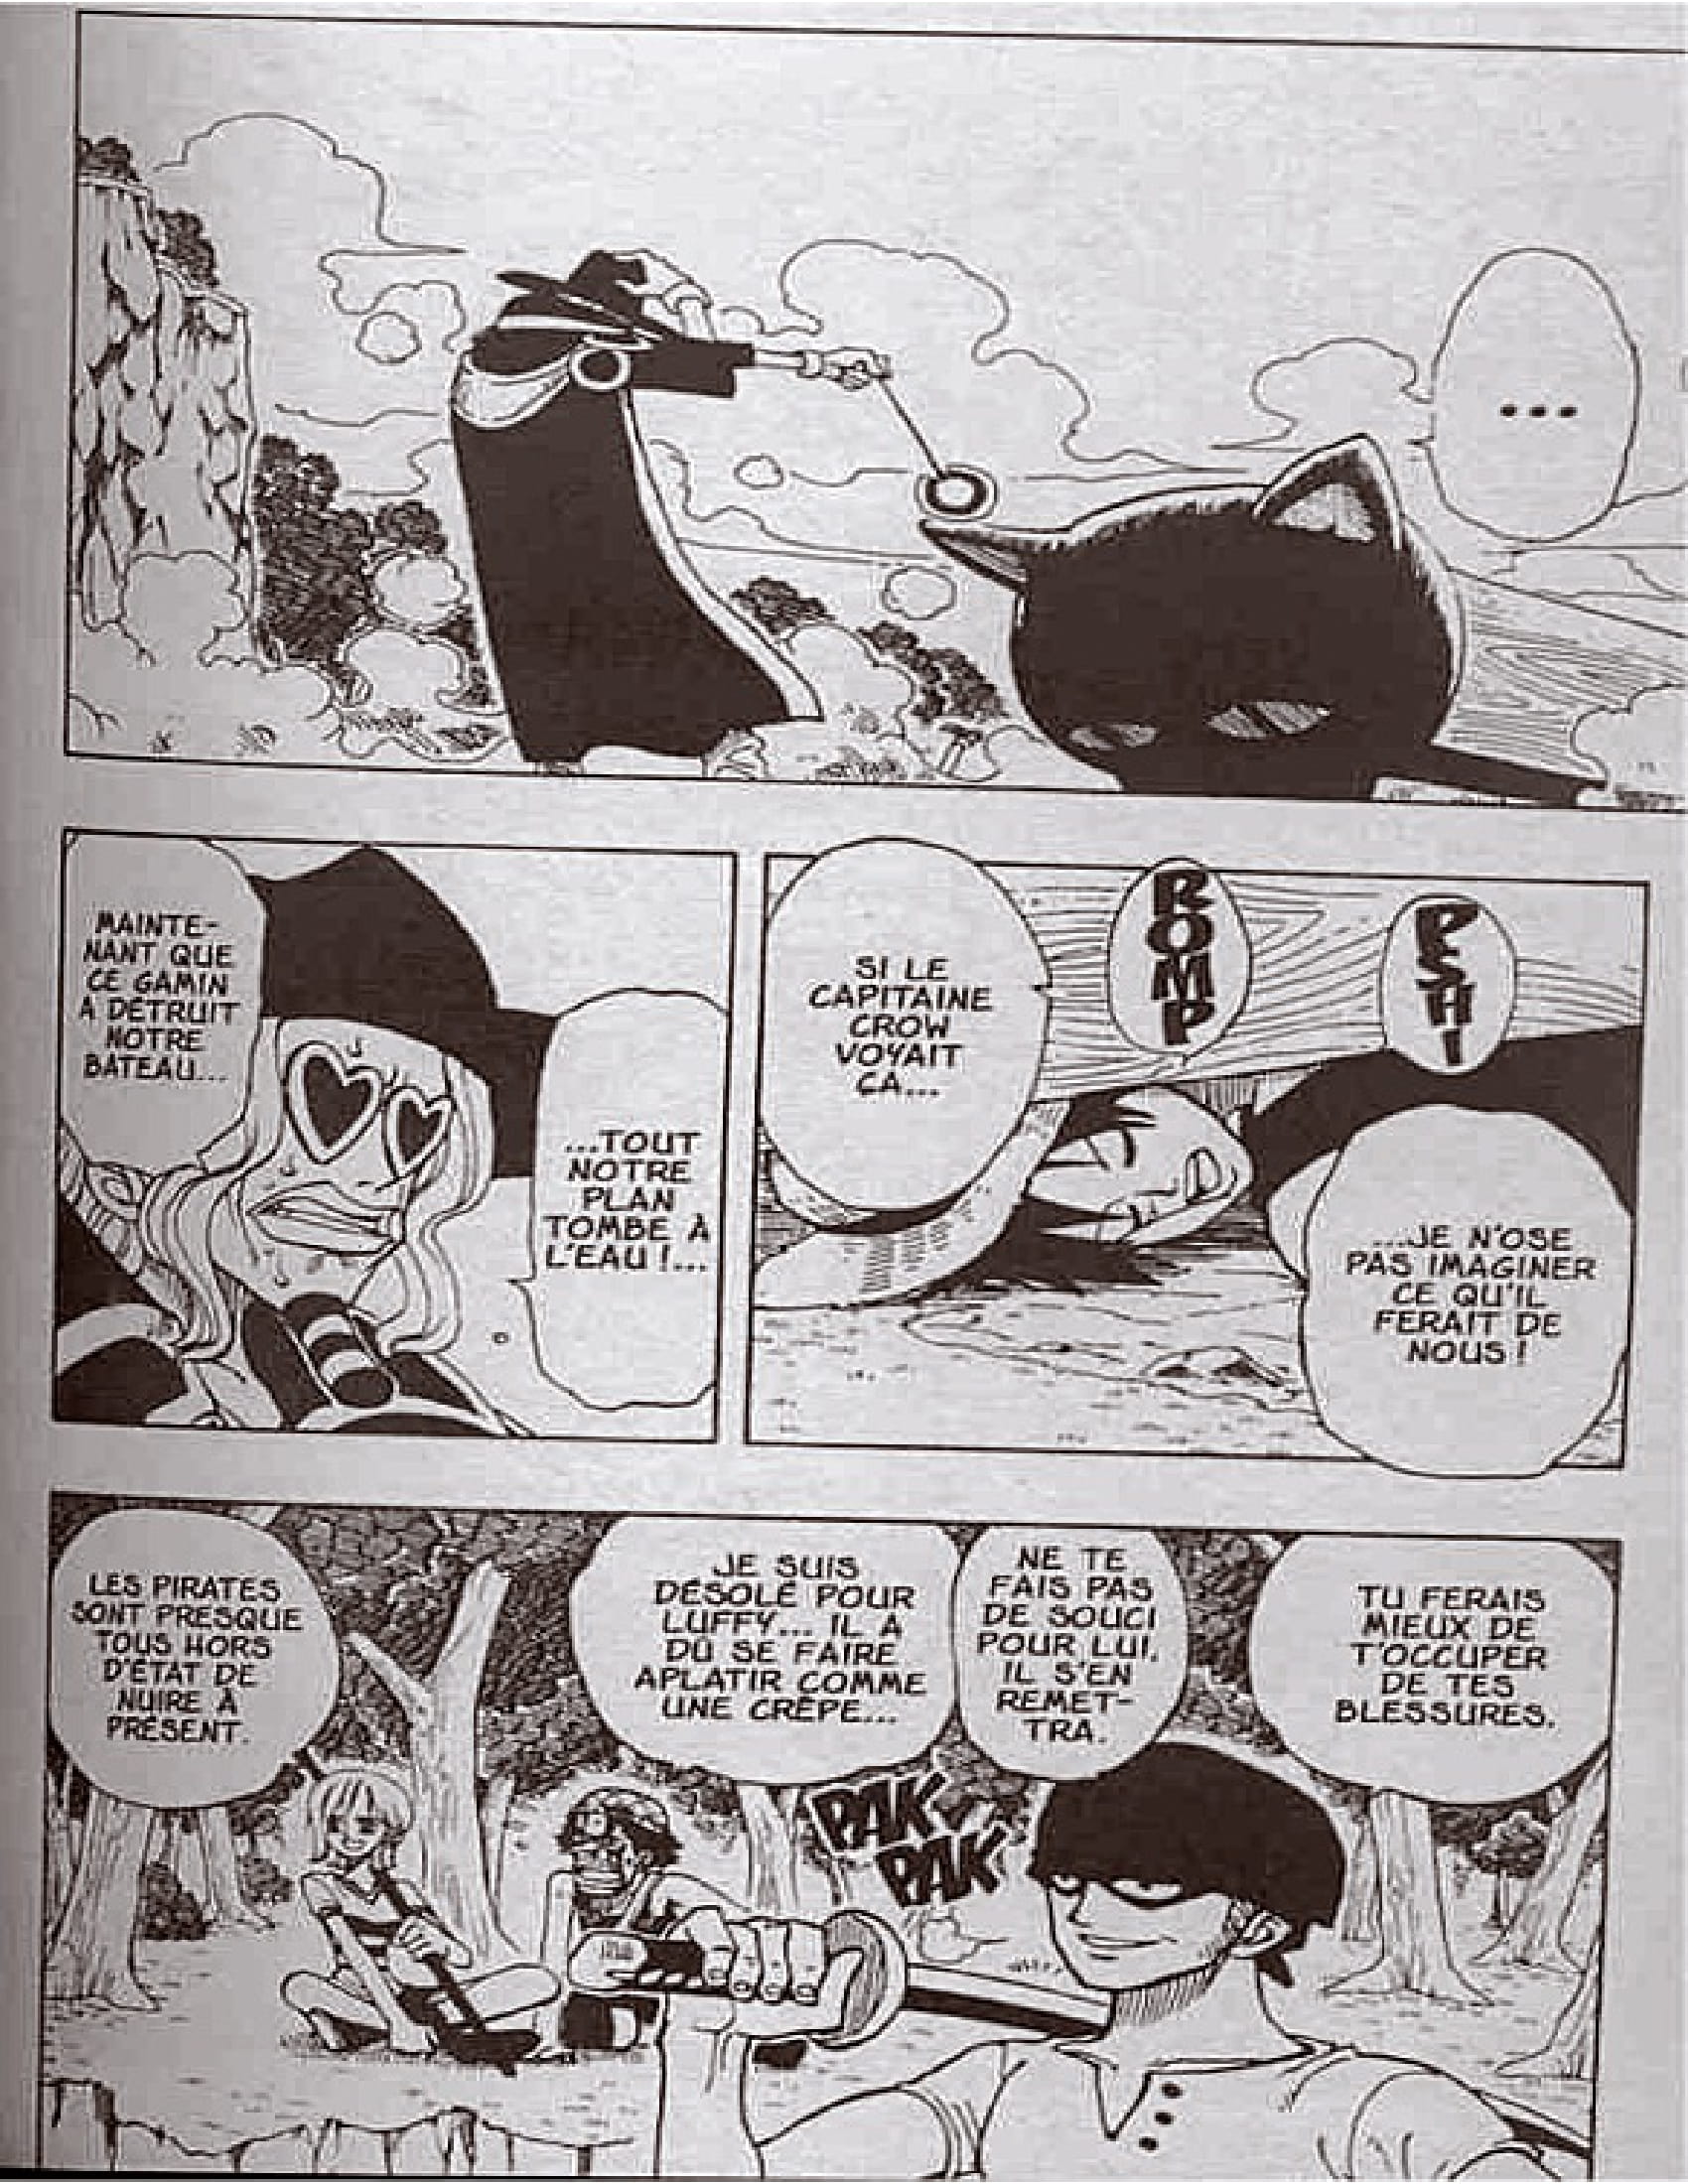 ...
MAINTE-
NANT QUE
CE GAMIN
A DÉTRUIT
NOTRE
BATEAU...
...TOUT
NOTRE
PLAN
TOMBE À
L'EAU !...
SI LE
CAPITAINE
CROW
VOYAIT
ÇA...
ROMP
PSHI
...JE N'OSE
PAS IMAGINER
CE QU'IL
FERAIT DE
NOUS !
LES PIRATES
SONT PRESQUE
TOUS HORS
D'ÉTAT DE
NUIRE À
PRÉSENT.
JE SUIS
DÉSOLÉ POUR
LUFFY... IL A
DÛ SE FAIRE
APLATIR COMME
UNE CRÊPE...
NE TE
FAIS PAS
DE SOUCI
POUR LUI.
IL S'EN
REMET-
TRA.
TU FERAIS
MIEUX DE
T'OCCUPER
DE TES
BLESSURES.
PAK
PAK